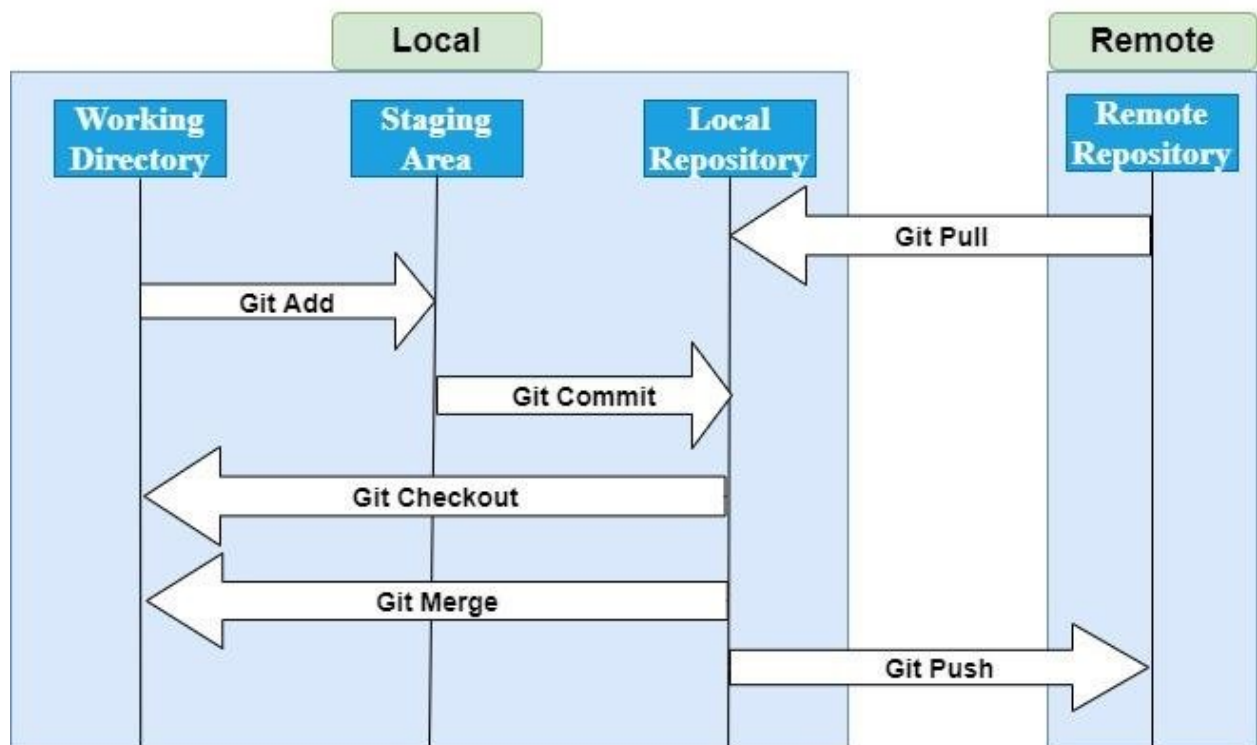 Local
Remote
Working
Directory
Staging
Area
Local
Repository
Remote
Repository
Git Pull
Git Add
Git Commit
Git Checkout
Git Merge
Git Push